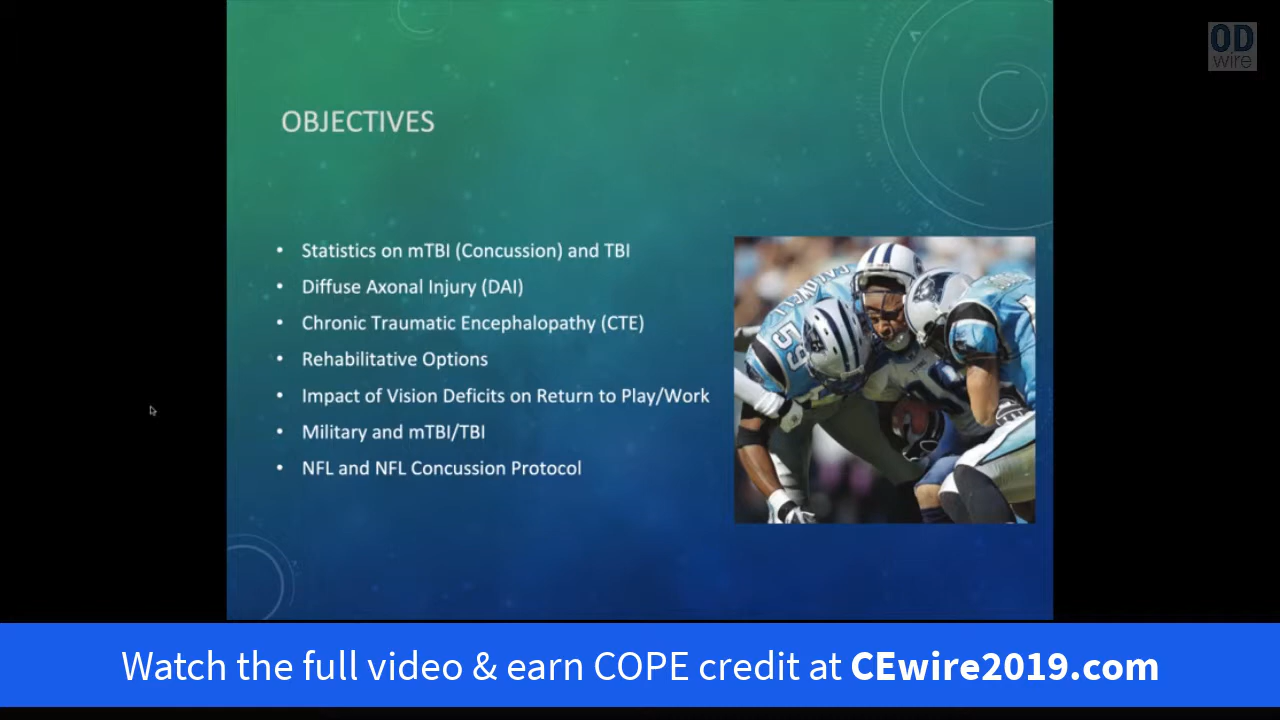 OD
wire
OBJECTIVES
• Statistics on mTBI (Concussion) and TBI
• Diffuse Axonal Injury (DAI)
• Chronic Traumatic Encephalopathy (CTE)
• Rehabilitative Options
• Impact of Vision Deficits on Return to Play/Work
• Military and mTBI/TBI
• NFL and NFL Concussion Protocol
59
Watch the full video & earn COPE credit at CEwire2019.com